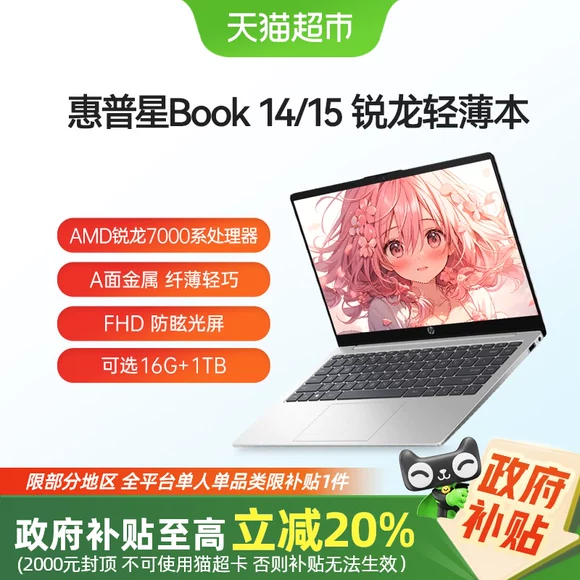 天猫超市
惠普星Book 14/15 锐龙轻薄本
AMD锐龙7000系处理器
A面金属 纤薄轻巧
FHD 防眩光屏
可选16G+1TB
hp
限部分地区 全平台单人单品类限补贴1件
政府补贴至高 立减20%
(2000元封顶 不可使用猫超卡 否则补贴无法生效)
政府
补贴